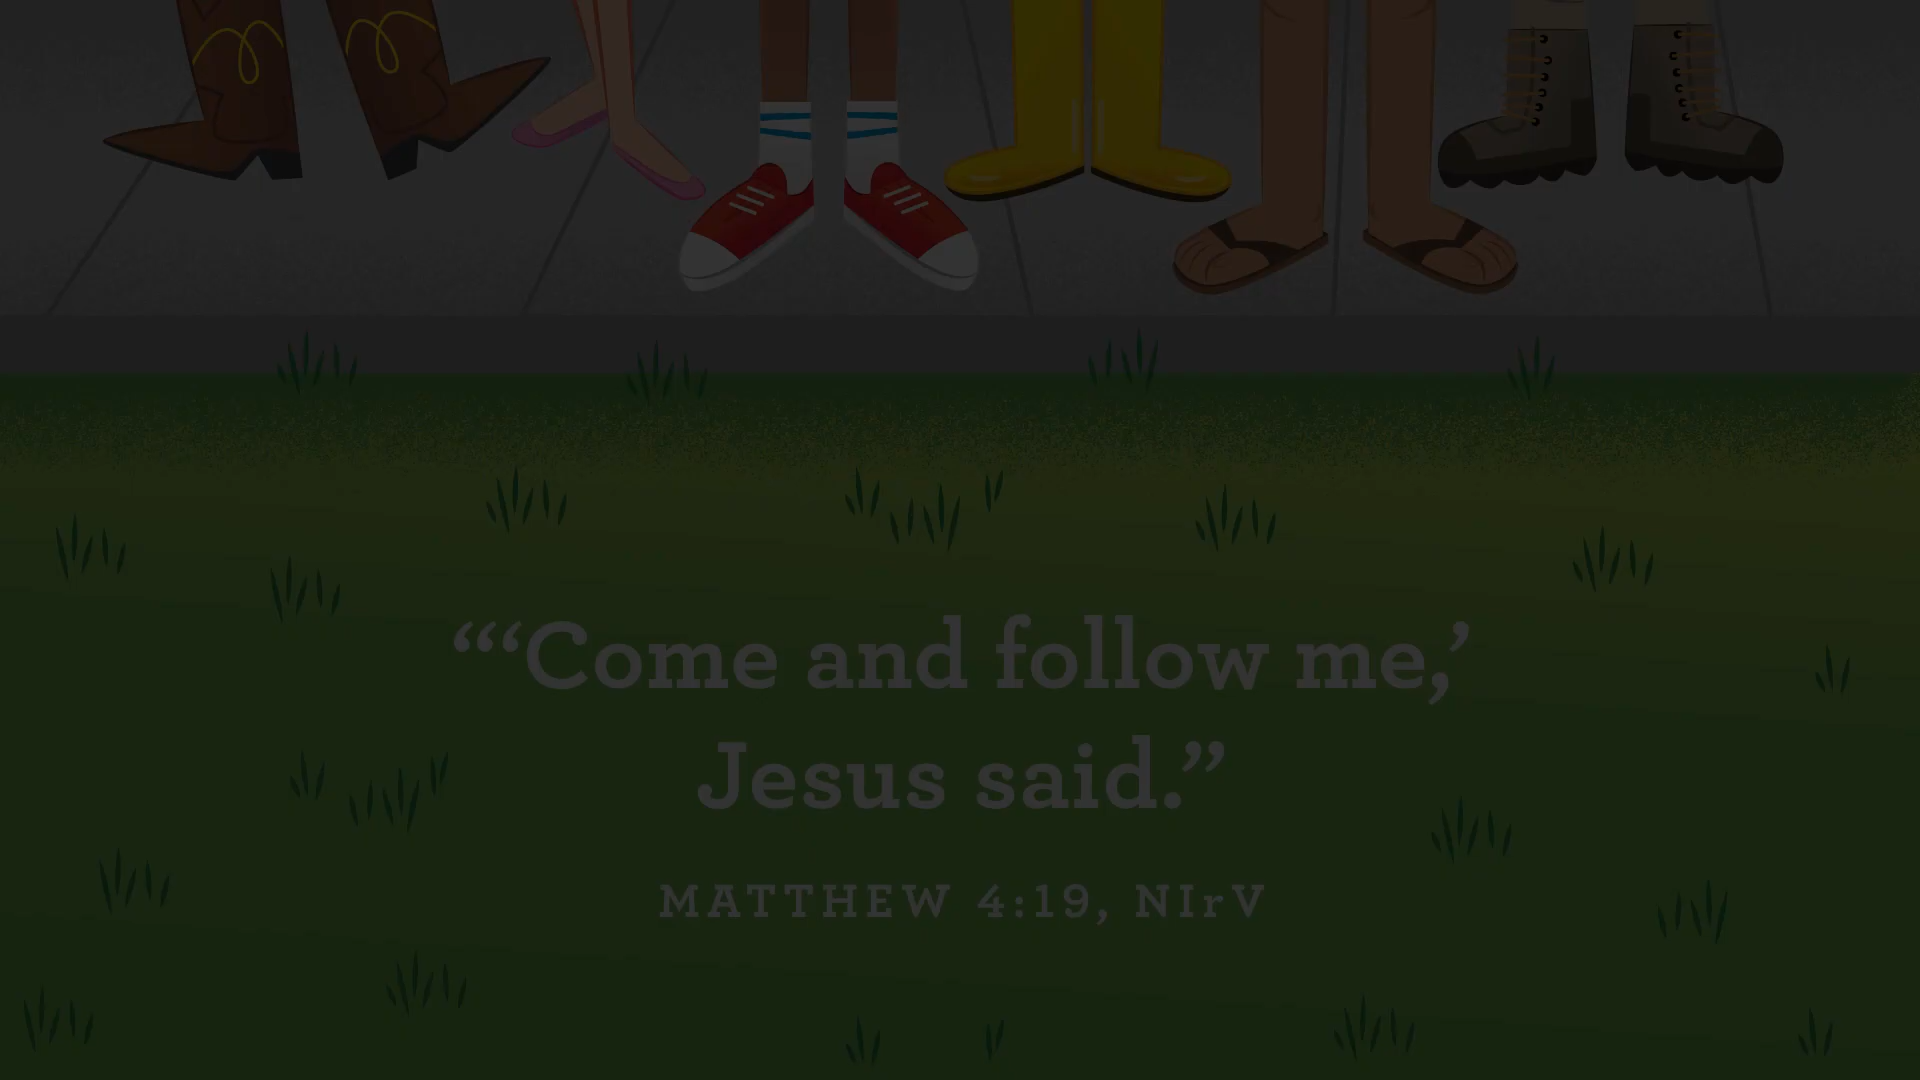 “‘Come and follow me,’
Jesus said.”
MATTHEW 4:19, NIrV